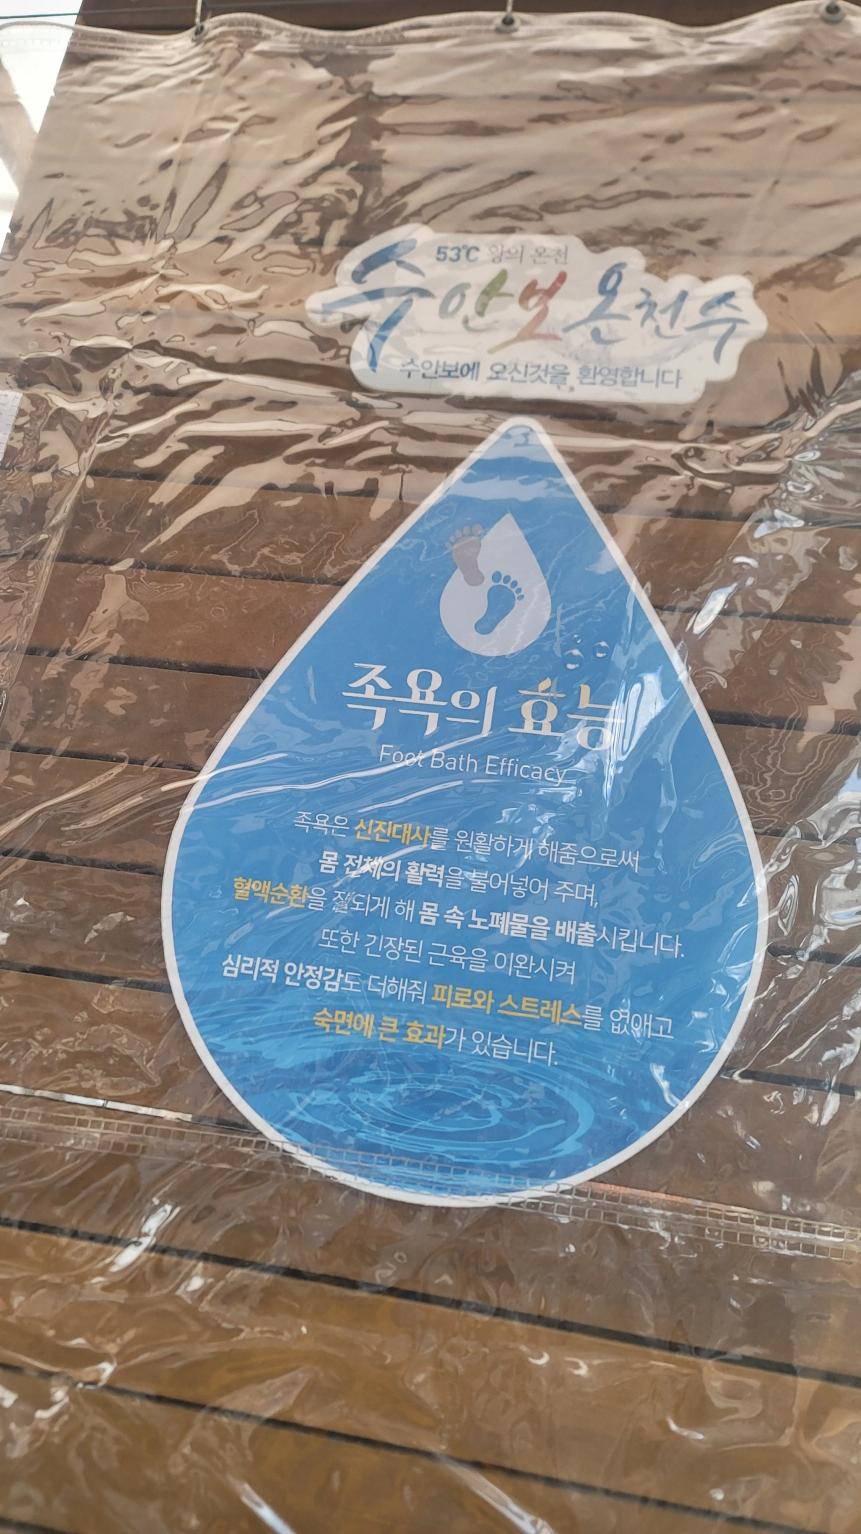 53℃ 왕의 온천
수안보온천수
수안보에 오신것을 환영합니다
족욕의 효능
Foot Bath Efficacy
족욕은 신진대사를 원활하게 해줌으로써
몸 전체의 활력을 불어넣어 주며,
혈액순환을 잘되게 해 몸 속 노폐물을 배출시킵니다.
또한 긴장된 근육을 이완시켜
심리적 안정감도 더해줘 피로와 스트레스를 없애고
숙면에 큰 효과가 있습니다.